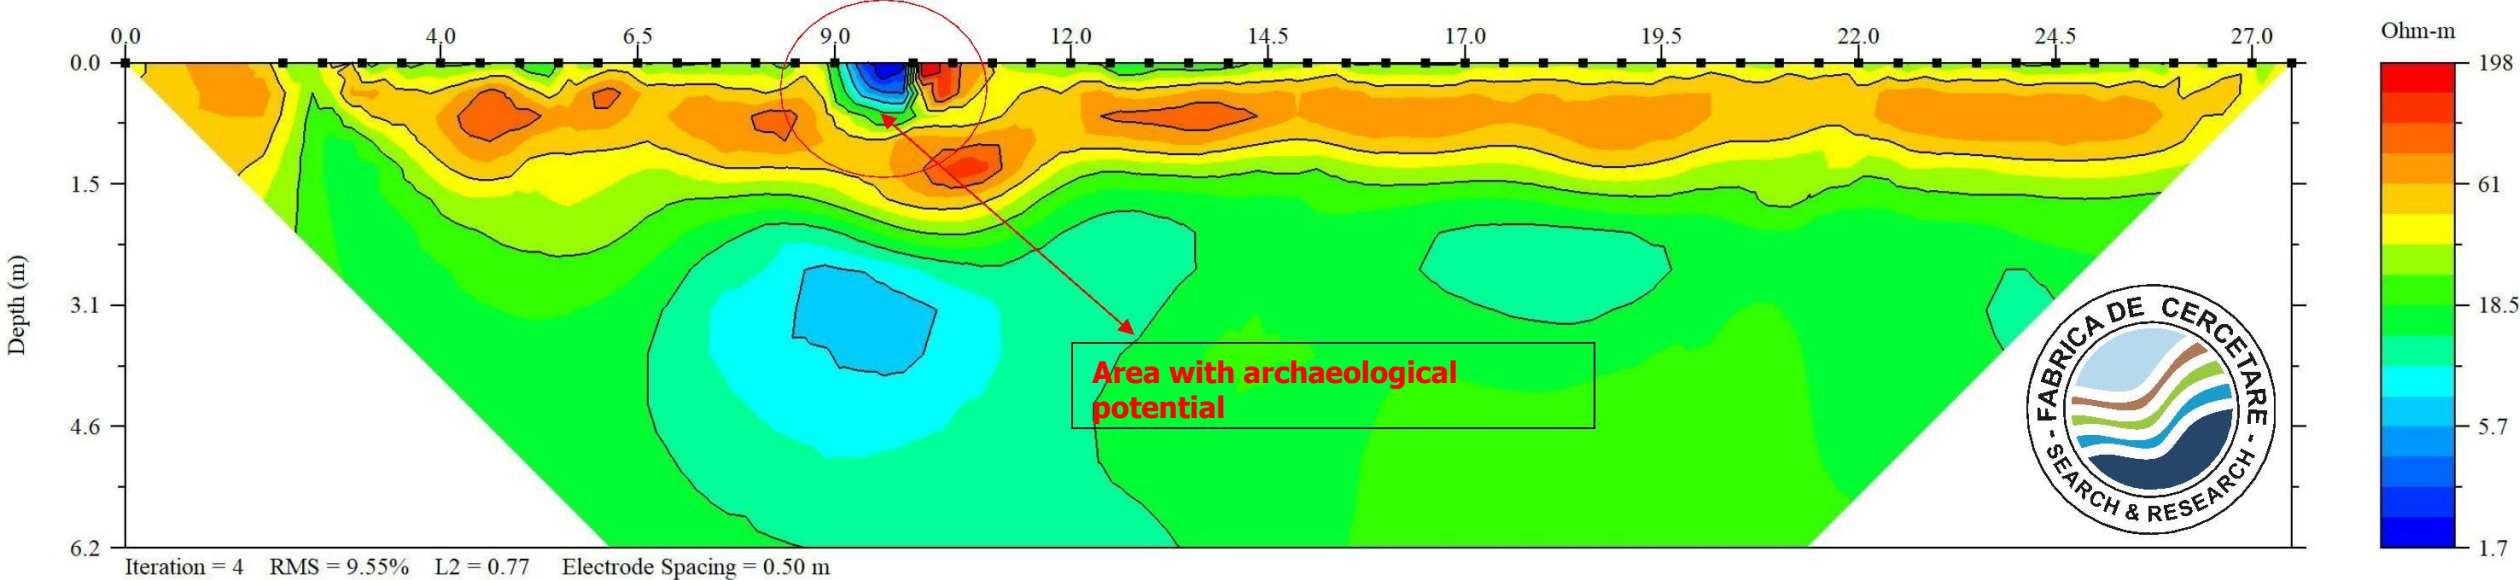 0.0 4.0 6.5 9.0 12.0 14.5 17.0 19.5 22.0 24.5 27.0
Ohm-m
0.0
1.5
3.1
4.6
6.2
Depth (m)
198
61
18.5
5.7
1.7
Area with archaeological
potential
FABRICA DE CERCETARE
- SEARCH & RESEARCH -
Iteration = 4 RMS = 9.55% L2 = 0.77 Electrode Spacing = 0.50 m